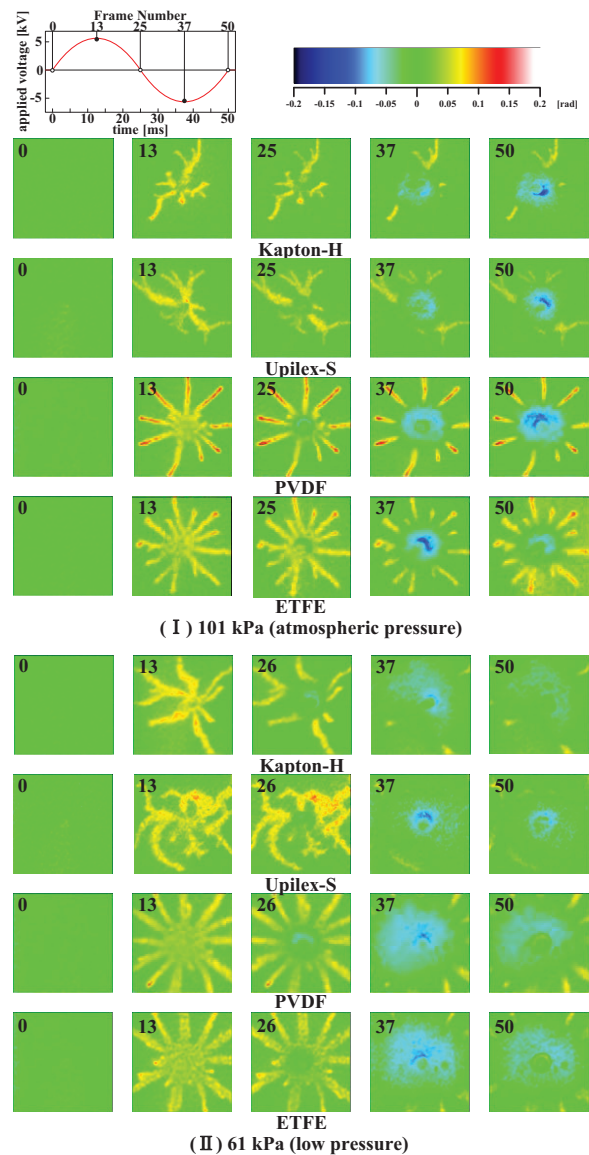 Frame Number
0 13 25 37 50
applied voltage [kV]
5
0
-5
0 10 20 30 40 50
time [ms]
-0.2 -0.15 -0.1 -0.05 0 0.05 0.1 0.15 0.2 [rad]
0 13 25 37 50
Kapton-H
0 13 25 37 50
Upilex-S
0 13 25 37 50
PVDF
0 13 25 37 50
ETFE
(Ⅰ) 101 kPa (atmospheric pressure)
0 13 26 37 50
Kapton-H
0 13 26 37 50
Upilex-S
0 13 26 37 50
PVDF
0 13 26 37 50
ETFE
(Ⅱ) 61 kPa (low pressure)